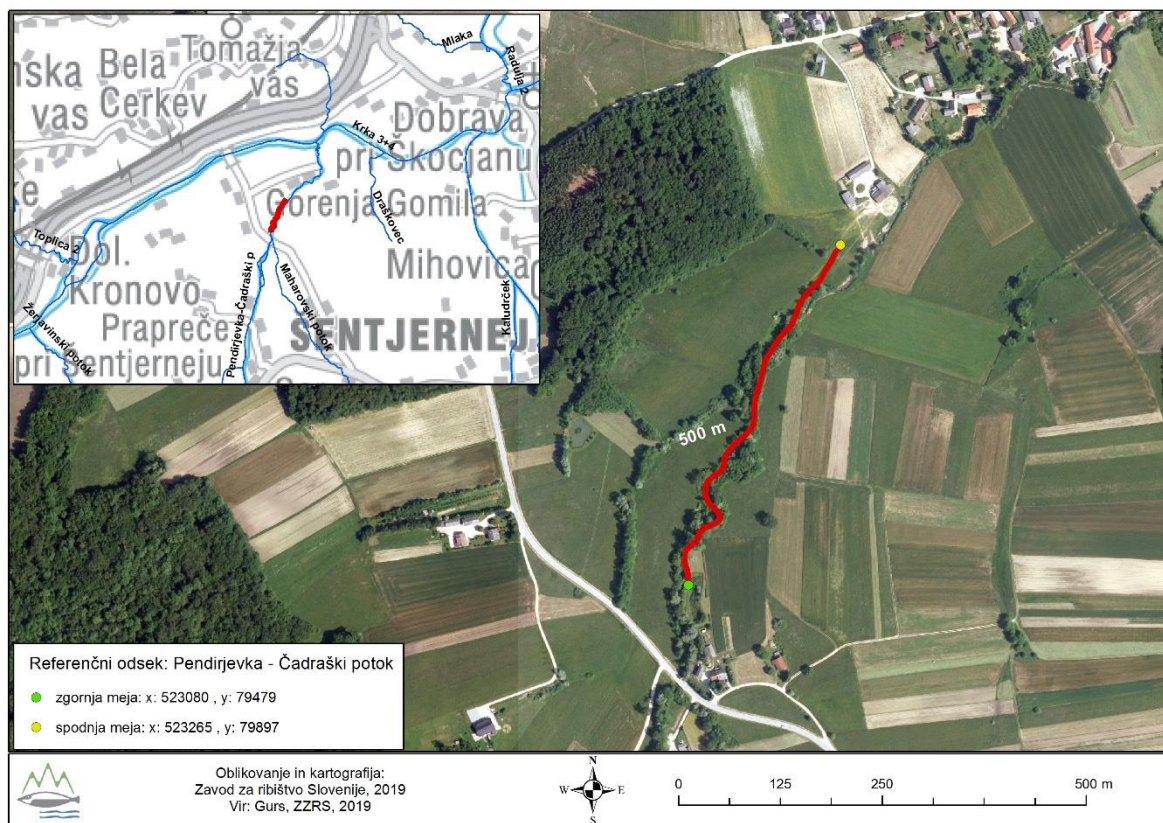 Tomažja
vas
Mlaka
Radulja 2
nska
vas
Bela
Cerkev
Krka 3+4
Dobrava
pri Škocjanu
ke
Gorenja Gomila
Draškovec
Toplica 2
Dol.
Kronovo
Mihovica
Prapreče
pri Šentjerneju
Žerjavinski potok
Pendirjevka-Čadraški p
Maharovski potok
ŠENTJERNEJ
Kaludrček
500 m
Referenčni odsek: Pendirjevka - Čadraški potok
zgornja meja: x: 523080 , y: 79479
spodnja meja: x: 523265 , y: 79897
Oblikovanje in kartografija:
Zavod za ribištvo Slovenije, 2019
Vir: Gurs, ZZRS, 2019
N
W E
S
0 125 250 500 m